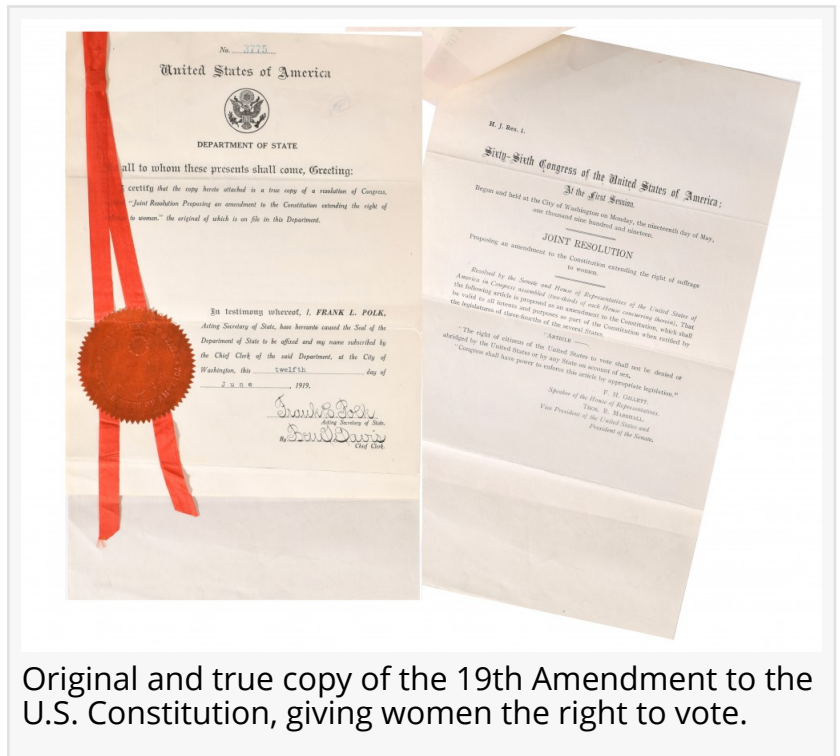 No. 3775
United States of America
DEPARTMENT OF STATE
all to whom these presents shall come, Greeting:
certify that the copy hereto attached is a true copy of a resolution of Congress,
"Joint Resolution Proposing an amendment to the Constitution extending the right of
to women." the original of which is on file in this Department.
In testimony whereof, I, FRANK L. POLK,
Acting Secretary of State, have hereunto caused the Seal of the
Department of State to be affixed and my name subscribed by
the Chief Clerk of the said Department, at the City of
Washington, this twelfth day of
June, 1919.
Frank L. Polk
Acting Secretary of State.
By Davis
Chief Clerk.
H. J. Res. 1.
Sixty-Sixth Congress of the United States of America;
At the First Session,
Begun and held at the City of Washington on Monday, the nineteenth day of May,
one thousand nine hundred and nineteen.
JOINT RESOLUTION
Proposing an amendment to the Constitution extending the right of suffrage
to women.
Resolved by the Senate and House of Representatives of the United States of
America in Congress assembled (two-thirds of each House concurring therein), That
the following article is proposed as an amendment to the Constitution, which shall
be valid to all intents and purposes as part of the Constitution when ratified by
the legislatures of three-fourths of the several States.
"ARTICLE ———.
"The right of citizens of the United States to vote shall not be denied or
abridged by the United States or by any State on account of sex.
"Congress shall have power to enforce this article by appropriate legislation."
F. H. GILLETT,
Speaker of the House of Representatives.
THOS. R. MARSHALL,
Vice President of the United States and
President of the Senate.
Original and true copy of the 19th Amendment to the
U.S. Constitution, giving women the right to vote.